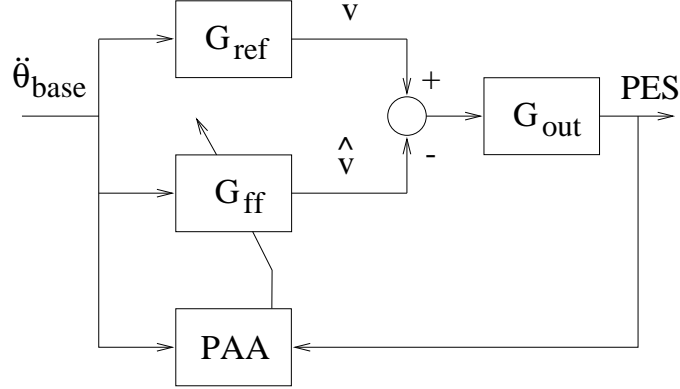 v
G_ref
θ̈_base
+
PES
G_out
-
v̂
G_ff
PAA